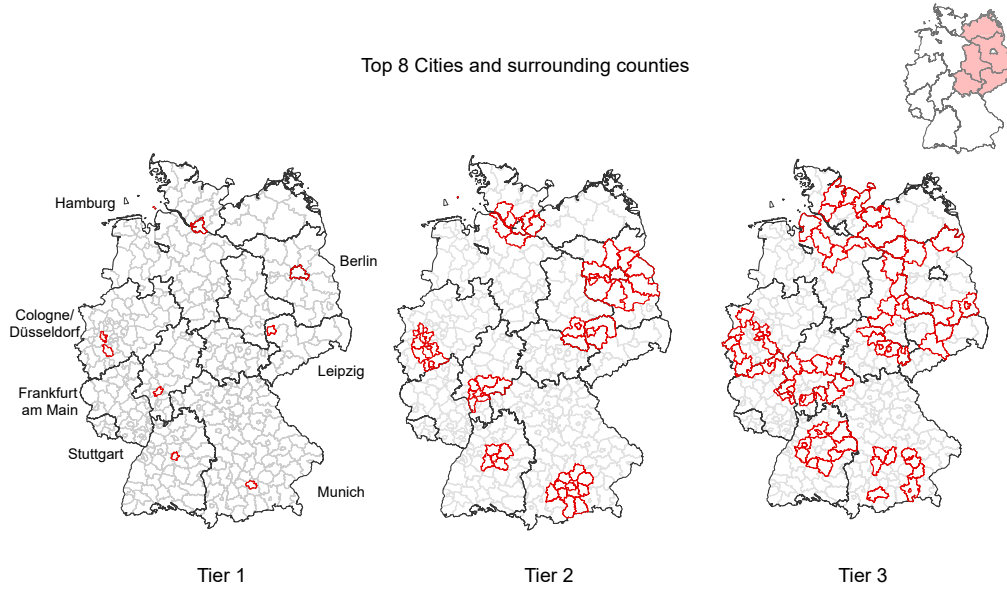 Top 8 Cities and surrounding counties
Hamburg
Berlin
Cologne/
Düsseldorf
Leipzig
Frankfurt
am Main
Stuttgart
Munich
Tier 1
Tier 2
Tier 3